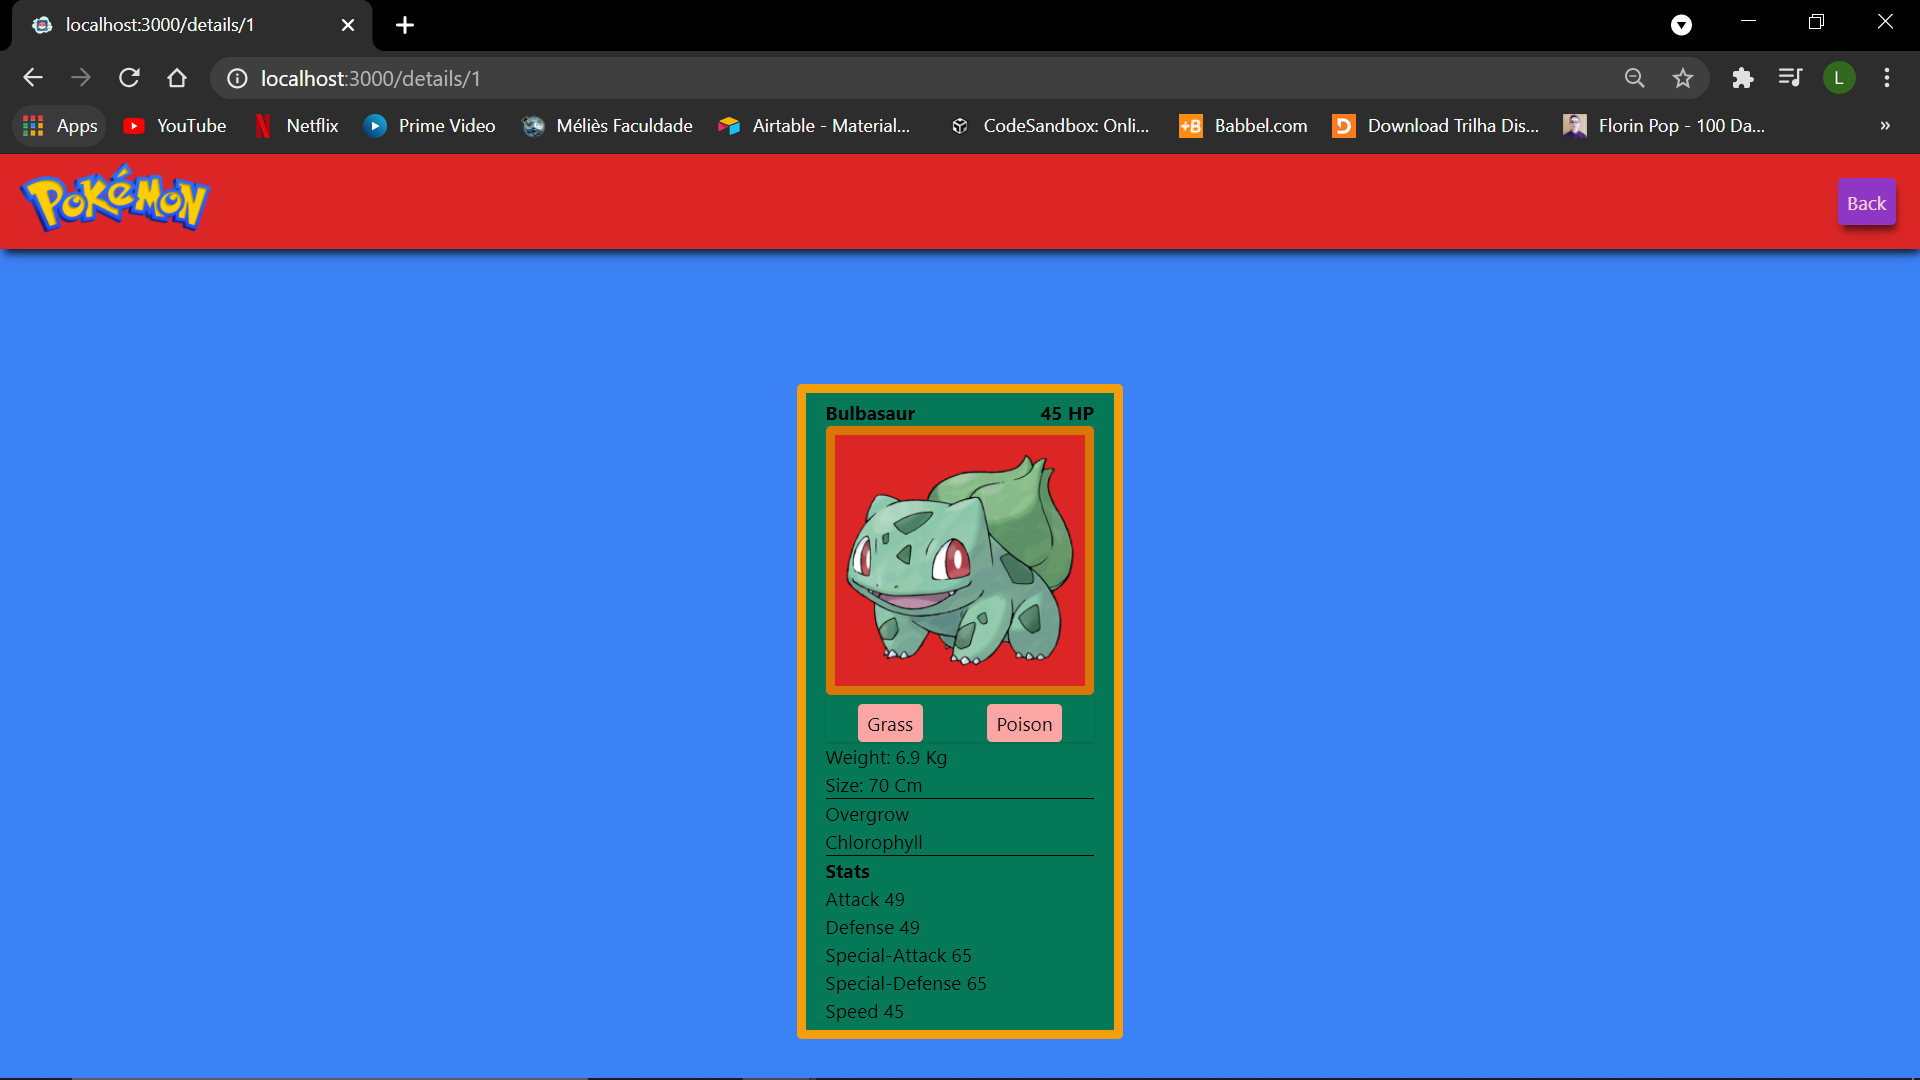 localhost:3000/details/1
localhost:3000/details/1
L
Apps
YouTube
Netflix
Prime Video
Méliès Faculdade
Airtable - Material...
CodeSandbox: Onli...
+B Babbel.com
Download Trilha Dis...
Florin Pop - 100 Da...
»
POKéMON
Back
Bulbasaur 45 HP
Grass Poison
Weight: 6.9 Kg
Size: 70 Cm
Overgrow
Chlorophyll
Stats
Attack 49
Defense 49
Special-Attack 65
Special-Defense 65
Speed 45